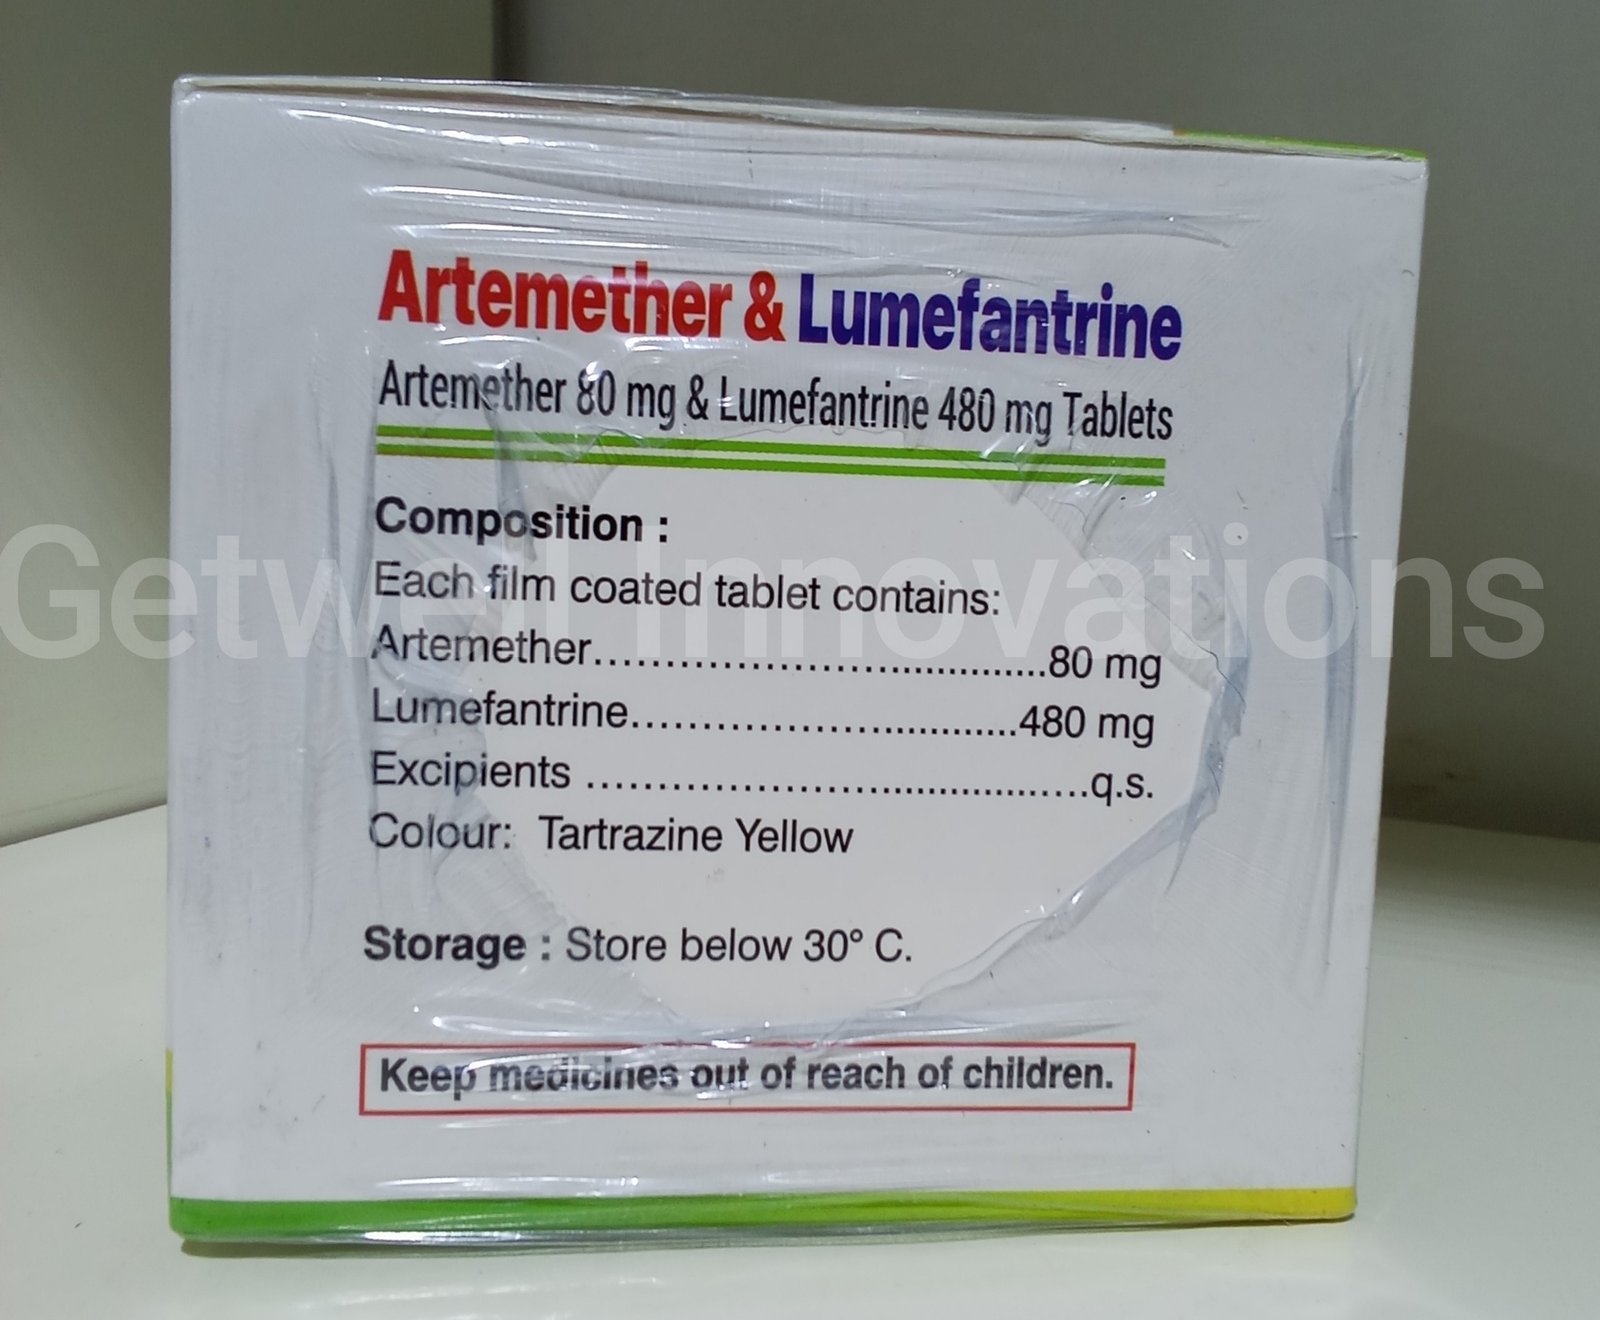 Artemether & Lumefantrine
Artemether 80 mg & Lumefantrine 480 mg Tablets
Composition :
Each film coated tablet contains:
Artemether........................................80 mg
Lumefantrine.................................480 mg
Excipients ........................................q.s.
Colour: Tartrazine Yellow
Storage : Store below 30° C.
Keep medicines out of reach of children.
Getwell Innovations